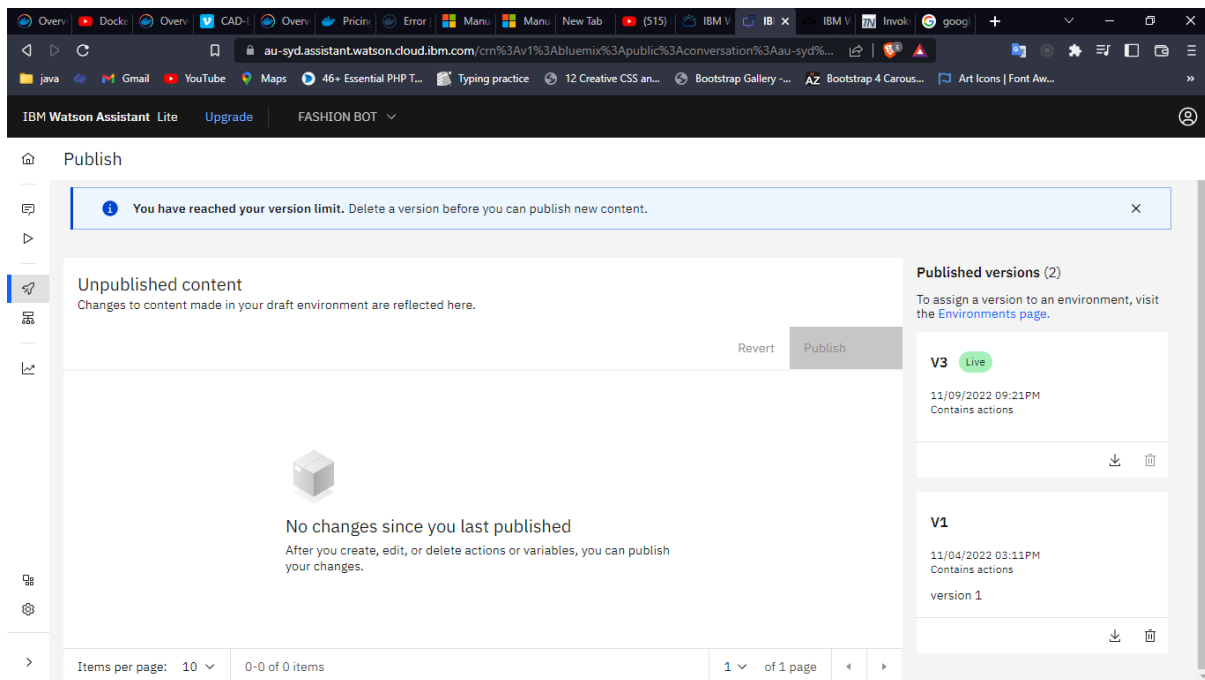 Overv Docke Overv CAD-E Overv Pricing Error Manu Manu New Tab (515) IBM V IBI IBM V Invok googl
au-syd.assistant.watson.cloud.ibm.com/crn%3Av1%3Abluemix%3Apublic%3Aconversation%3Aau-syd%...
java Gmail YouTube Maps 46+ Essential PHP T... Typing practice 12 Creative CSS an... Bootstrap Gallery -... Bootstrap 4 Carous... Art Icons | Font Aw... »
IBM Watson Assistant Lite Upgrade FASHION BOT
Publish
You have reached your version limit. Delete a version before you can publish new content.
Unpublished content
Changes to content made in your draft environment are reflected here.
Revert Publish
No changes since you last published
After you create, edit, or delete actions or variables, you can publish
your changes.
Items per page: 10 0-0 of 0 items 1 of 1 page
Published versions (2)
To assign a version to an environment, visit
the Environments page.
V3 Live
11/09/2022 09:21PM
Contains actions
V1
11/04/2022 03:11PM
Contains actions
version 1